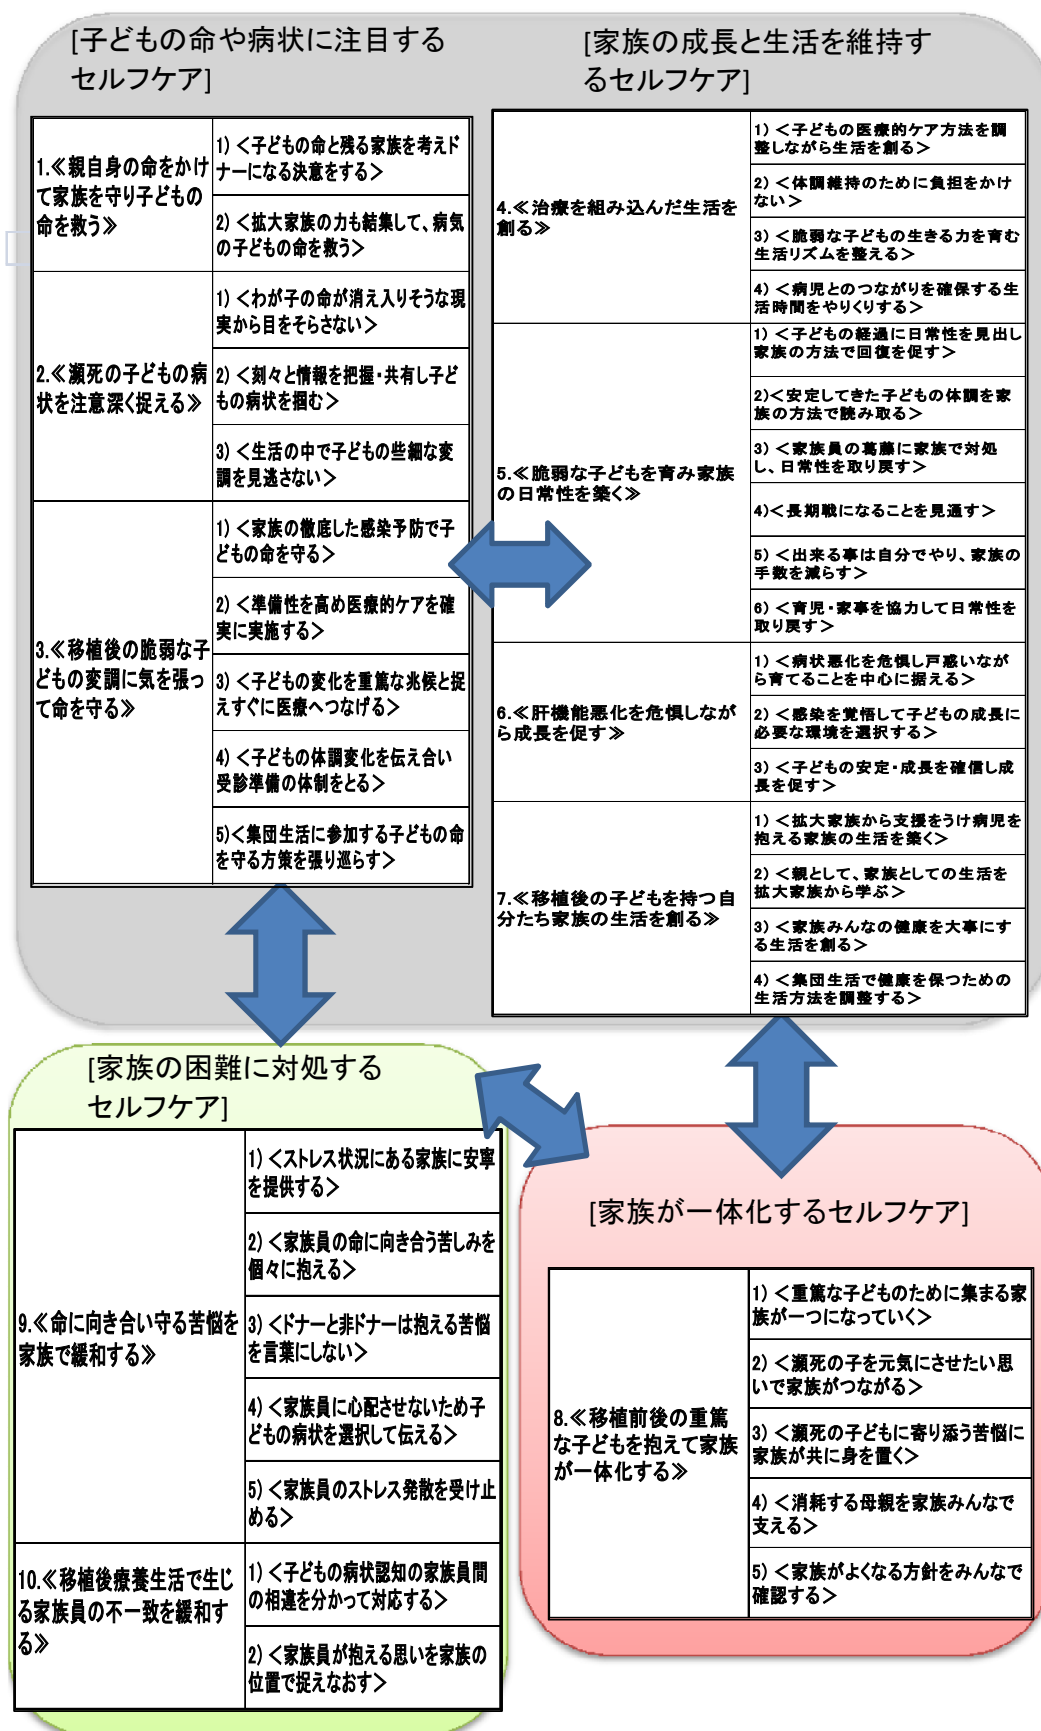 [子どもの命や病状に注目する
セルフケア]
1.≪親自身の命をかけ
て家族を守り子どもの
命を救う≫
1) <子どもの命と残る家族を考えド
ナーになる決意をする>
2) <拡大家族の力も結集して、病気
の子どもの命を救う>
2.≪瀕死の子どもの病
状を注意深く捉える≫
1) <わが子の命が消え入りそうな現
実から目をそらさない>
2) <刻々と情報を把握・共有し子ど
もの病状を掴む>
3) <生活の中で子どもの些細な変
調を見逃さない>
3.≪移植後の脆弱な子
どもの変調に気を張っ
て命を守る≫
1) <家族の徹底した感染予防で子
どもの命を守る>
2) <準備性を高め医療的ケアを確
実に実施する>
3) <子どもの変化を重篤な兆候と捉
えすぐに医療へつなげる>
4) <子どもの体調変化を伝え合い
受診準備の体制をとる>
5)<集団生活に参加する子どもの命
を守る方策を張り巡らす>
[家族の成長と生活を維持す
るセルフケア]
4.≪治療を組み込んだ生活を
創る≫
1) <子どもの医療的ケア方法を調
整しながら生活を創る>
2) <体調維持のために負担をかけ
ない>
3) <脆弱な子どもの生きる力を育む
生活リズムを整える>
4) <病児とのつながりを確保する生
活時間をやりくりする>
5.≪脆弱な子どもを育み家族
の日常性を築く≫
1) <子どもの経過に日常性を見出し
家族の方法で回復を促す>
2)<安定してきた子どもの体調を家
族の方法で読み取る>
3) <家族員の葛藤に家族で対処
し、日常性を取り戻す>
4)<長期戦になることを見通す>
5) <出来る事は自分でやり、家族の
手数を減らす>
6) <育児・家事を協力して日常性を
取り戻す>
6.≪肝機能悪化を危惧しなが
ら成長を促す≫
1) <病状悪化を危惧し戸惑いなが
ら育てることを中心に据える>
2) <感染を覚悟して子どもの成長に
必要な環境を選択する>
3) <子どもの安定・成長を確信し成
長を促す>
7.≪移植後の子どもを持つ自
分たち家族の生活を創る≫
1) <拡大家族から支援をうけ病児を
抱える家族の生活を築く>
2) <親として、家族としての生活を
拡大家族から学ぶ>
3) <家族みんなの健康を大事にす
る生活を創る>
4) <集団生活で健康を保つための
生活方法を調整する>
[家族の困難に対処する
セルフケア]
9.≪命に向き合い守る苦悩を
家族で緩和する≫
1) <ストレス状況にある家族に安寧
を提供する>
2) <家族員の命に向き合う苦しみを
個々に抱える>
3) <ドナーと非ドナーは抱える苦悩
を言葉にしない>
4) <家族員に心配させないため子
どもの病状を選択して伝える>
5) <家族員のストレス発散を受け止
める>
10.≪移植後療養生活で生じ
る家族員の不一致を緩和す
る≫
1) <子どもの病状認知の家族員間
の相違を分かって対応する>
2) <家族員が抱える思いを家族の
位置で捉えなおす>
[家族が一体化するセルフケア]
8.≪移植前後の重篤
な子どもを抱えて家族
が一体化する≫
1) <重篤な子どものために集まる家
族が一つになっていく>
2) <瀕死の子を元気にさせたい思
いで家族がつながる>
3) <瀕死の子どもに寄り添う苦悩に
家族が共に身を置く>
4) <消耗する母親を家族みんなで
支える>
5) <家族がよくなる方針をみんなで
確認する>